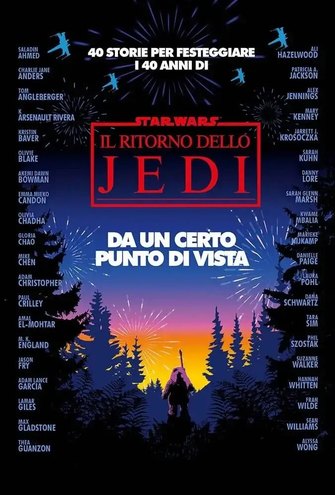 40 STORIE PER FESTEGGIARE
I 40 ANNI DI
STAR WARS
IL RITORNO DELLO
JEDI
DA UN CERTO
PUNTO DI VISTA
SALADIN
AHMED
CHARLIE JANE
ANDERS
TOM
ANGLEBERGER
ARSENAULT RIVERA
KRISTIN
BAVER
OLIVIE
BLAKE
AKEMI DAWN
BOWMAN
EMMA MIEKO
CANDON
OLIVIA
CHADHA
GLORIA
CHAO
MIKE
CHEN
ADAM
CHRISTOPHER
PAUL
CRILLEY
AMAL
EL-MOHTAR
M. K.
ENGLAND
JASON
FRY
ADAM LANCE
GARCIA
LAMAR
GILES
MAX
GLADSTONE
THEA
GUANZON
ALI
HAZELWOOD
PATRICIA A.
JACKSON
ALEX
JENNINGS
MARY
KENNEY
JARRETT J.
KROSOCZKA
SARAH
KUHN
DANNY
LORE
SARAH GLENN
MARSH
KWAME
MBALIA
MARIEKE
NIJKAMP
DANIELLE
PAIGE
LAURA
POHL
DANA
SCHWARTZ
TARA
SIM
PHIL
SZOSTAK
SUZANNE
WALKER
HANNAH
WHITTEN
FRAN
WILDE
SEAN
WILLIAMS
ALYSSA
WONG